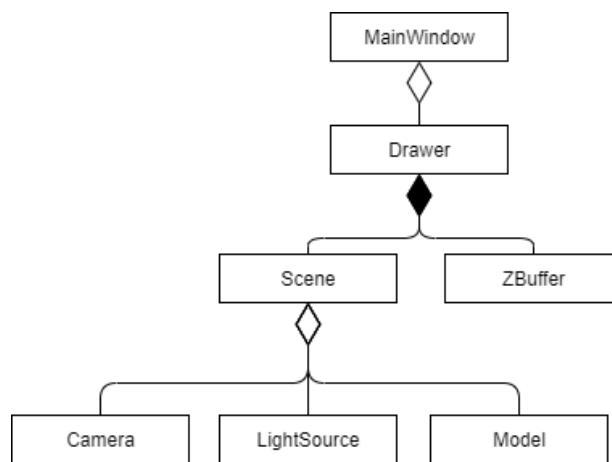 MainWindow
Drawer
Scene
ZBuffer
Camera
LightSource
Model